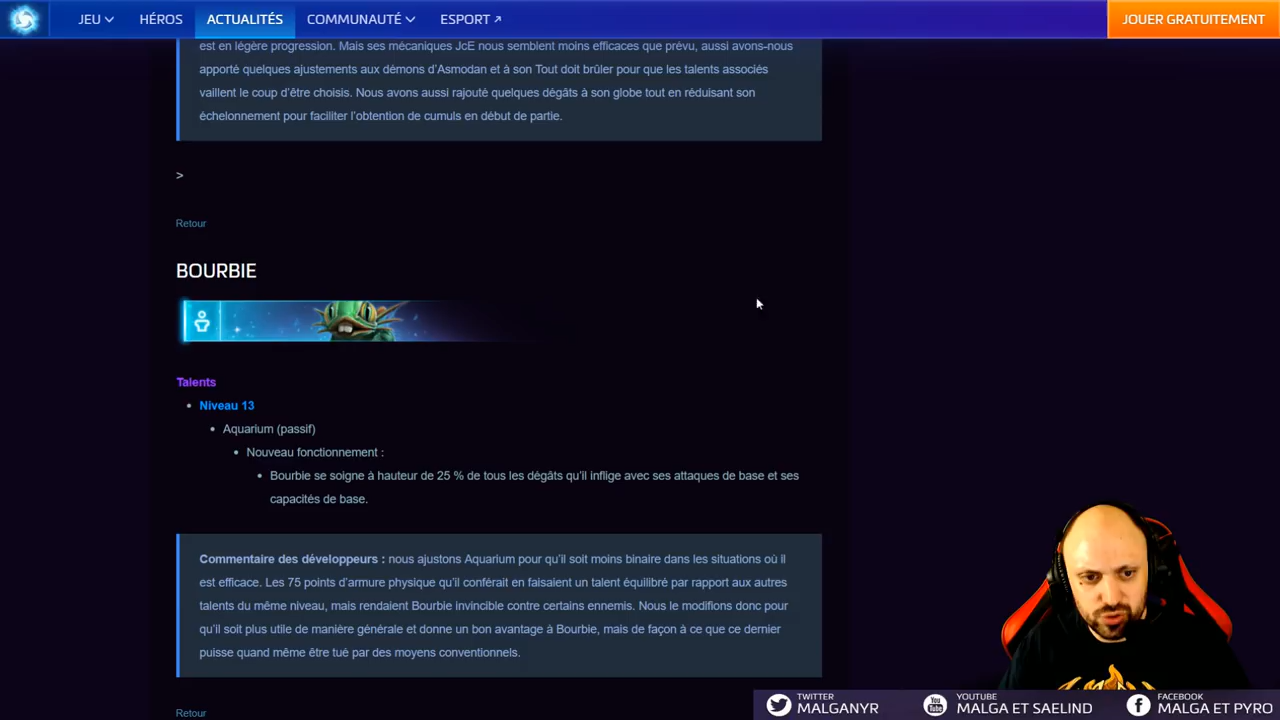 JEU HÉROS ACTUALITÉS COMMUNAUTÉ ESPORT JOUER GRATUITEMENT
est en légère progression. Mais ses mécaniques JcE nous semblent moins efficaces que prévu, aussi avons-nous
apporté quelques ajustements aux démons d'Asmodan et à son Tout doit brûler pour que les talents associés
vaillent le coup d'être choisis. Nous avons aussi rajouté quelques dégâts à son globe tout en réduisant son
échelonnement pour faciliter l'obtention de cumuls en début de partie.
>
Retour
BOURBIE
Talents
Niveau 13
Aquarium (passif)
Nouveau fonctionnement :
Bourbie se soigne à hauteur de 25 % de tous les dégâts qu'il inflige avec ses attaques de base et ses
capacités de base.
Commentaire des développeurs : nous ajustons Aquarium pour qu'il soit moins binaire dans les situations où il
est efficace. Les 75 points d'armure physique qu'il conférait en faisaient un talent équilibré par rapport aux autres
talents du même niveau, mais rendaient Bourbie invincible contre certains ennemis. Nous le modifions donc pour
qu'il soit plus utile de manière générale et donne un bon avantage à Bourbie, mais de façon à ce que ce dernier
puisse quand même être tué par des moyens conventionnels.
Retour
TWITTER
MALGANYR
YOUTUBE
MALGA ET SAELIND
FACEBOOK
MALGA ET PYRO